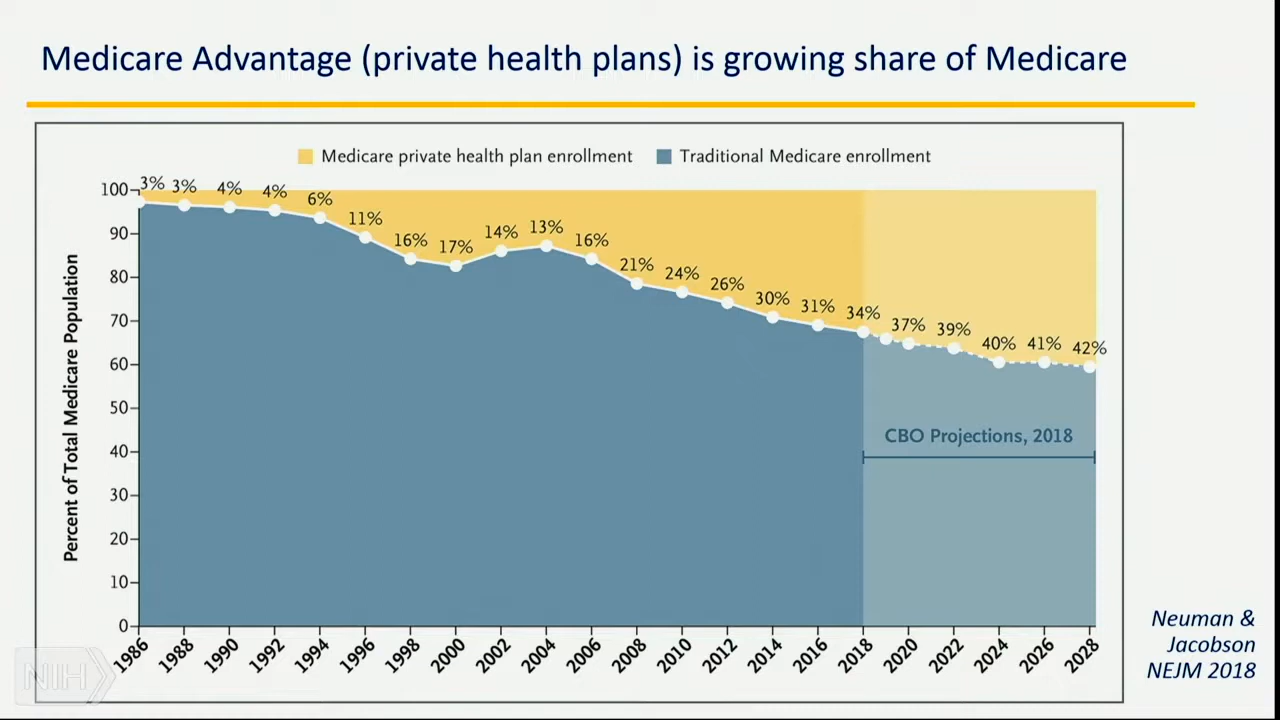 Medicare Advantage (private health plans) is growing share of Medicare
Medicare private health plan enrollment
Traditional Medicare enrollment
Percent of Total Medicare Population
100
90
80
70
60
50
40
30
20
10
0
3% 3% 4% 4% 6% 11% 16% 17% 14% 13% 16% 21% 24% 26% 30% 31% 34% 37% 39% 40% 41% 42%
CBO Projections, 2018
1986 1988 1990 1992 1994 1996 1998 2000 2002 2004 2006 2008 2010 2012 2014 2016 2018 2020 2022 2024 2026 2028
Neuman &
Jacobson
NEJM 2018
NIH